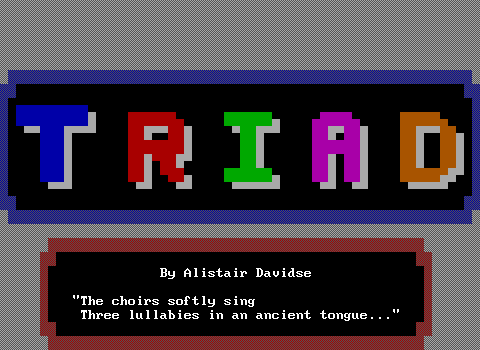 TRIAD
By Alistair Davidse
"The choirs softly sing
Three lullabies in an ancient tongue..."